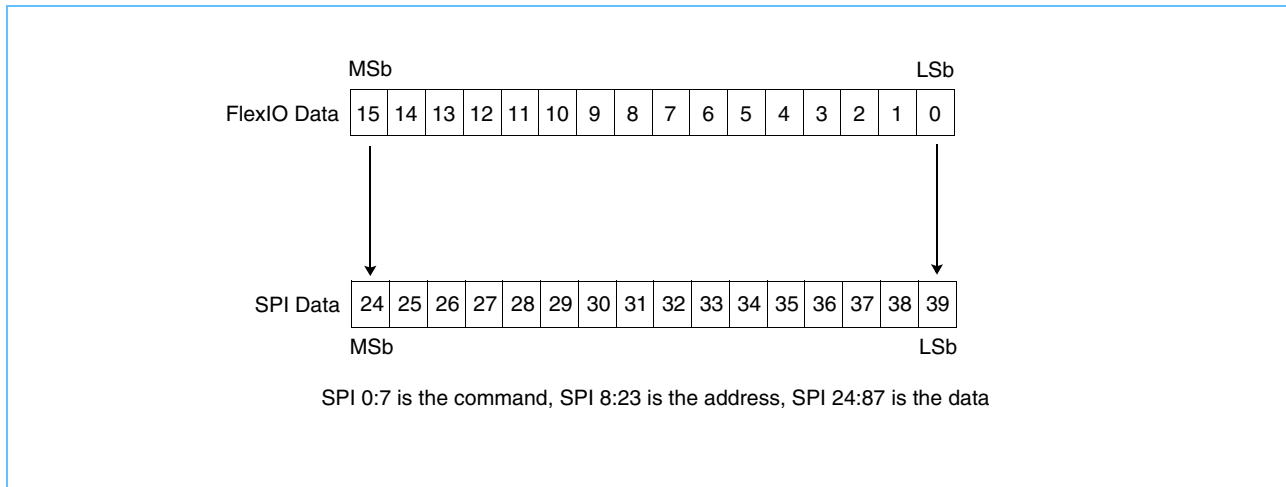 MSb LSb
FlexIO Data 15 14 13 12 11 10 9 8 7 6 5 4 3 2 1 0
SPI Data 24 25 26 27 28 29 30 31 32 33 34 35 36 37 38 39
MSb LSb
SPI 0:7 is the command, SPI 8:23 is the address, SPI 24:87 is the data